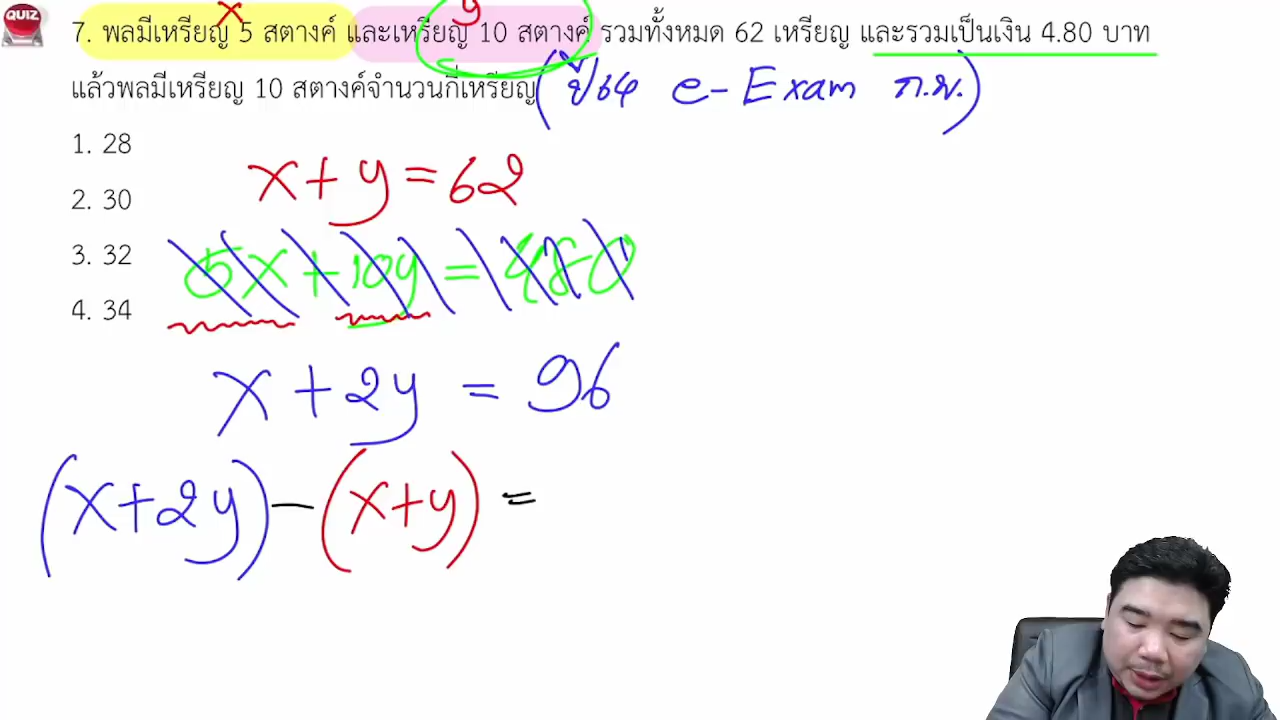 QUIZ
x y
7. พลมีเหรียญ 5 สตางค์ และเหรียญ 10 สตางค์ รวมทั้งหมด 62 เหรียญ และรวมเป็นเงิน 4.80 บาท
แล้วพลมีเหรียญ 10 สตางค์จำนวนกี่เหรียญ (ปี64 e-Exam ก.พ.)
1. 28
x+y=62
2. 30
3. 32
5x+10y=480
4. 34
x+2y=96
(x+2y)-(x+y)=